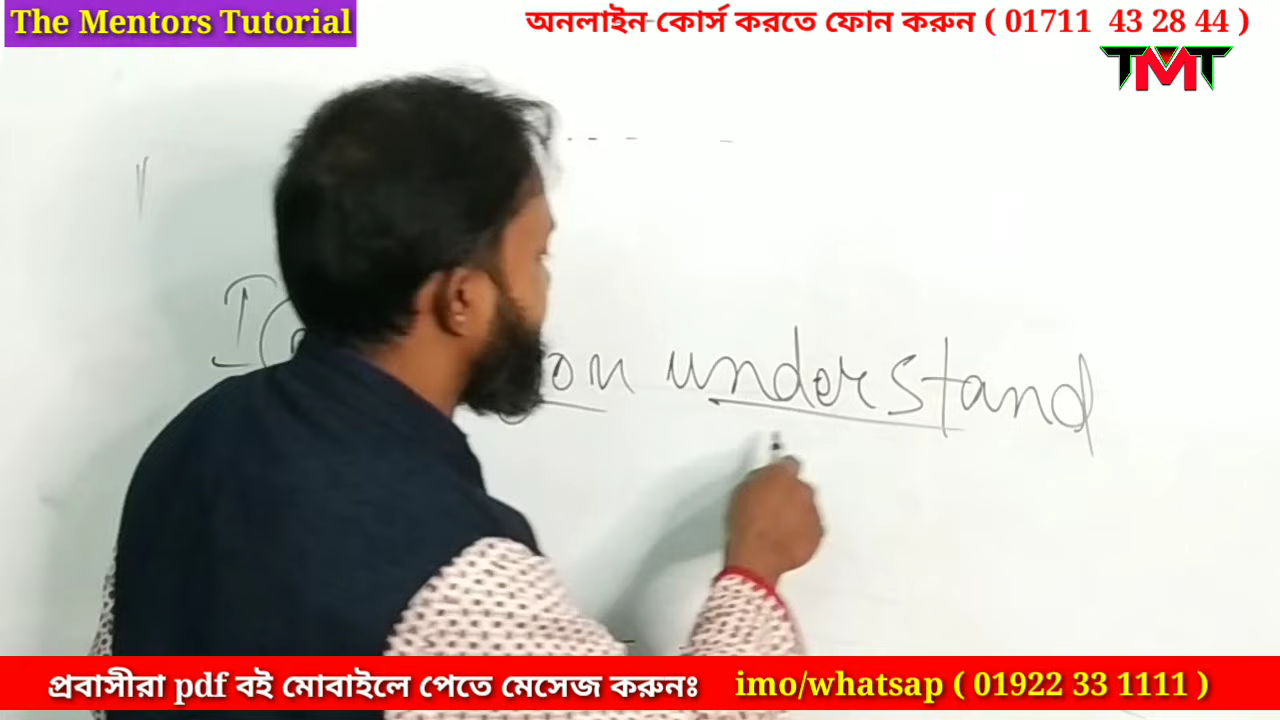 The Mentors Tutorial
অনলাইন কোর্স করতে ফোন করুন ( 01711 43 28 44 )
TMT
I understand
প্রবাসীরা pdf বই মোবাইলে পেতে মেসেজ করুনঃ imo/whatsap ( 01922 33 1111 )